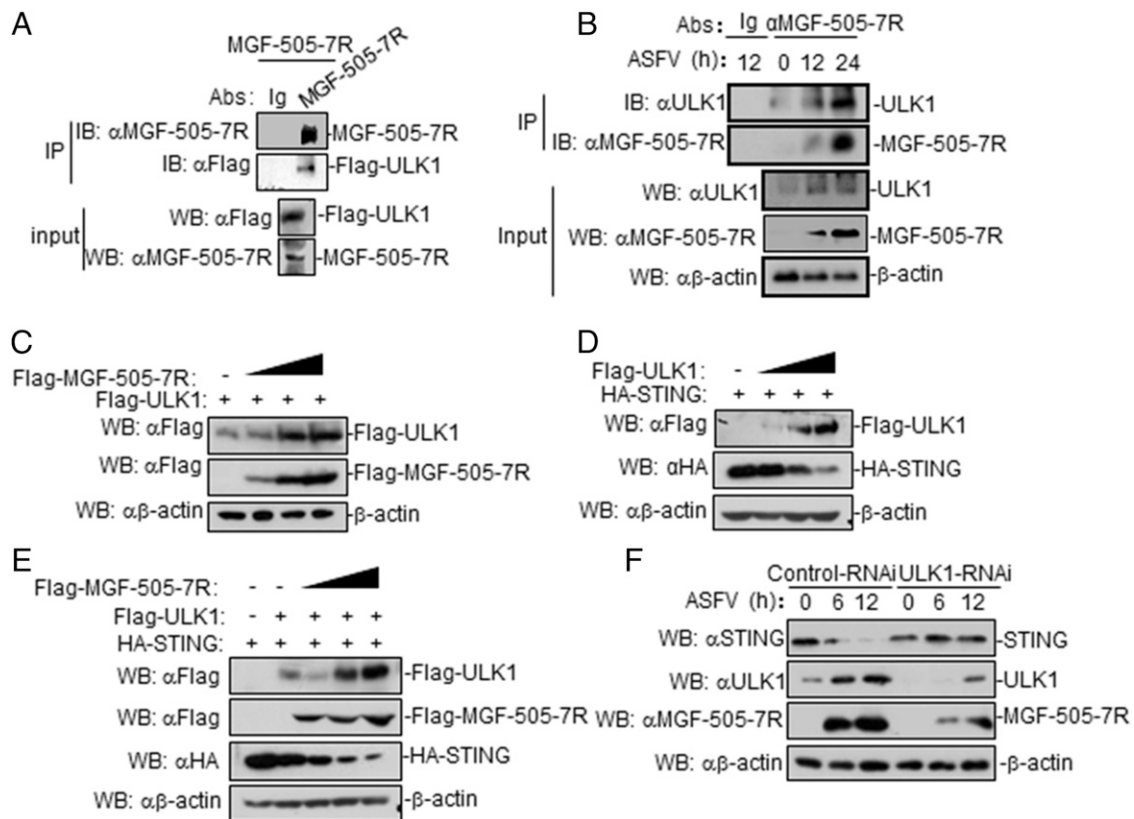 A
MGF-505-7R
Abs: Ig MGF-505-7R
IP
IB: αMGF-505-7R -MGF-505-7R
IB: αFlag -Flag-ULK1
input
WB: αFlag -Flag-ULK1
WB: αMGF-505-7R -MGF-505-7R
B
Abs: Ig αMGF-505-7R
ASFV (h): 12 0 12 24
IP
IB: αULK1 -ULK1
IB: αMGF-505-7R -MGF-505-7R
Input
WB: αULK1 -ULK1
WB: αMGF-505-7R -MGF-505-7R
WB: αβ-actin -β-actin
C
Flag-MGF-505-7R: -
Flag-ULK1: + + + +
WB: αFlag -Flag-ULK1
WB: αFlag -Flag-MGF-505-7R
WB: αβ-actin -β-actin
D
Flag-ULK1: -
HA-STING: + + + +
WB: αFlag -Flag-ULK1
WB: αHA -HA-STING
WB: αβ-actin -β-actin
E
Flag-MGF-505-7R: - -
Flag-ULK1: - + + + +
HA-STING: + + + + +
WB: αFlag -Flag-ULK1
WB: αFlag -Flag-MGF-505-7R
WB: αHA -HA-STING
WB: αβ-actin -β-actin
F
Control-RNAi ULK1-RNAi
ASFV (h): 0 6 12 0 6 12
WB: αSTING -STING
WB: αULK1 -ULK1
WB: αMGF-505-7R -MGF-505-7R
WB: αβ-actin -β-actin